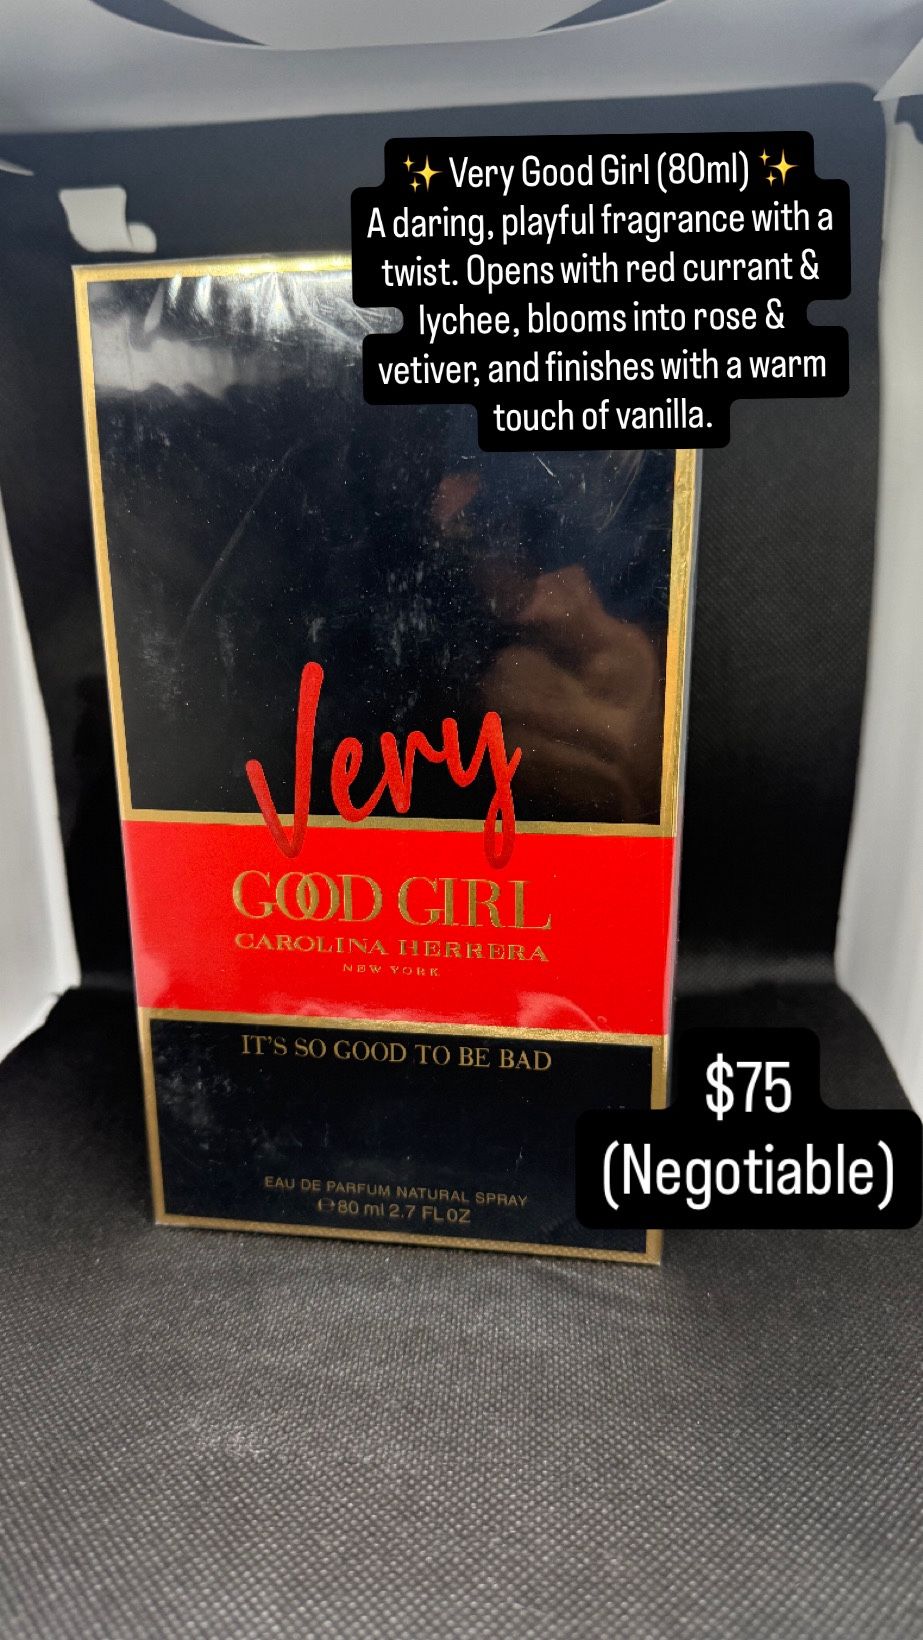 ✨ Very Good Girl (80ml) ✨
A daring, playful fragrance with a
twist. Opens with red currant &
lychee, blooms into rose &
vetiver, and finishes with a warm
touch of vanilla.
Very
GOOD GIRL
CAROLINA HERRERA
NEW YORK
IT'S SO GOOD TO BE BAD
$75
(Negotiable)
EAU DE PARFUM NATURAL SPRAY
℮ 80 ml 2.7 FL OZ